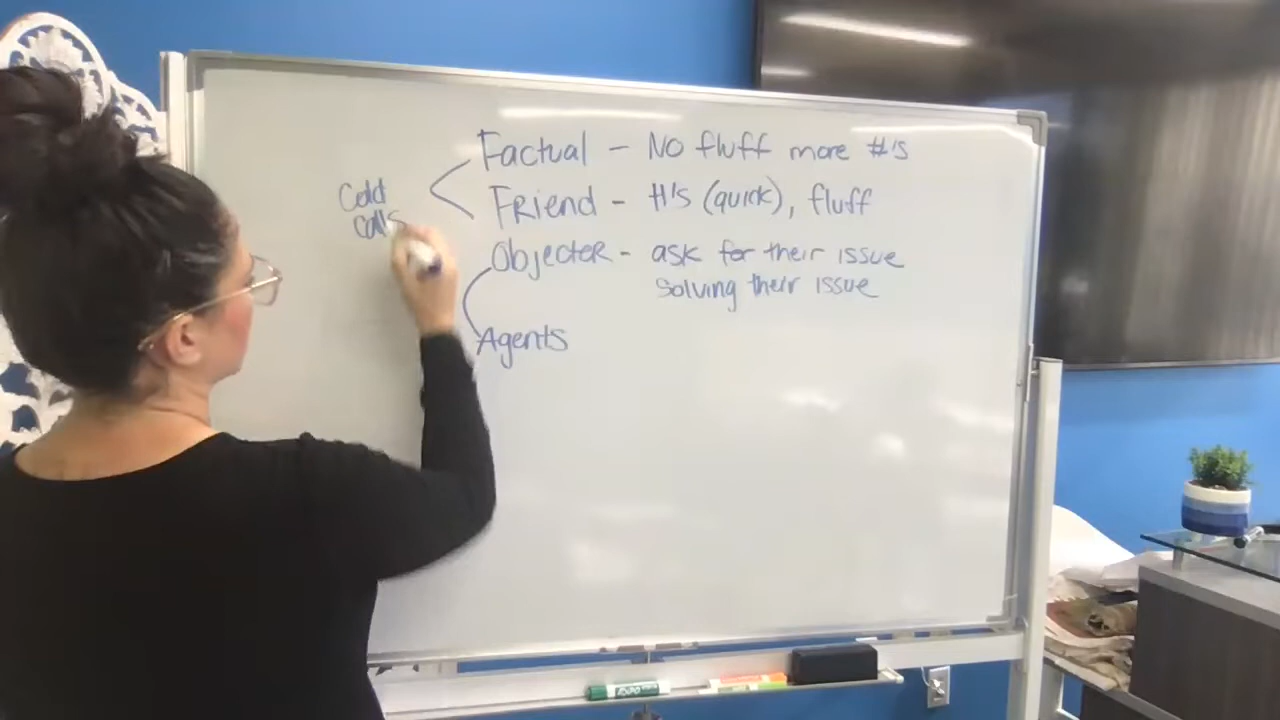 Factual - No fluff more #'s
Cold
calls
Friend - #'s (quick), fluff
Objecter - ask for their issue
solving their issue
Agents
EXPO